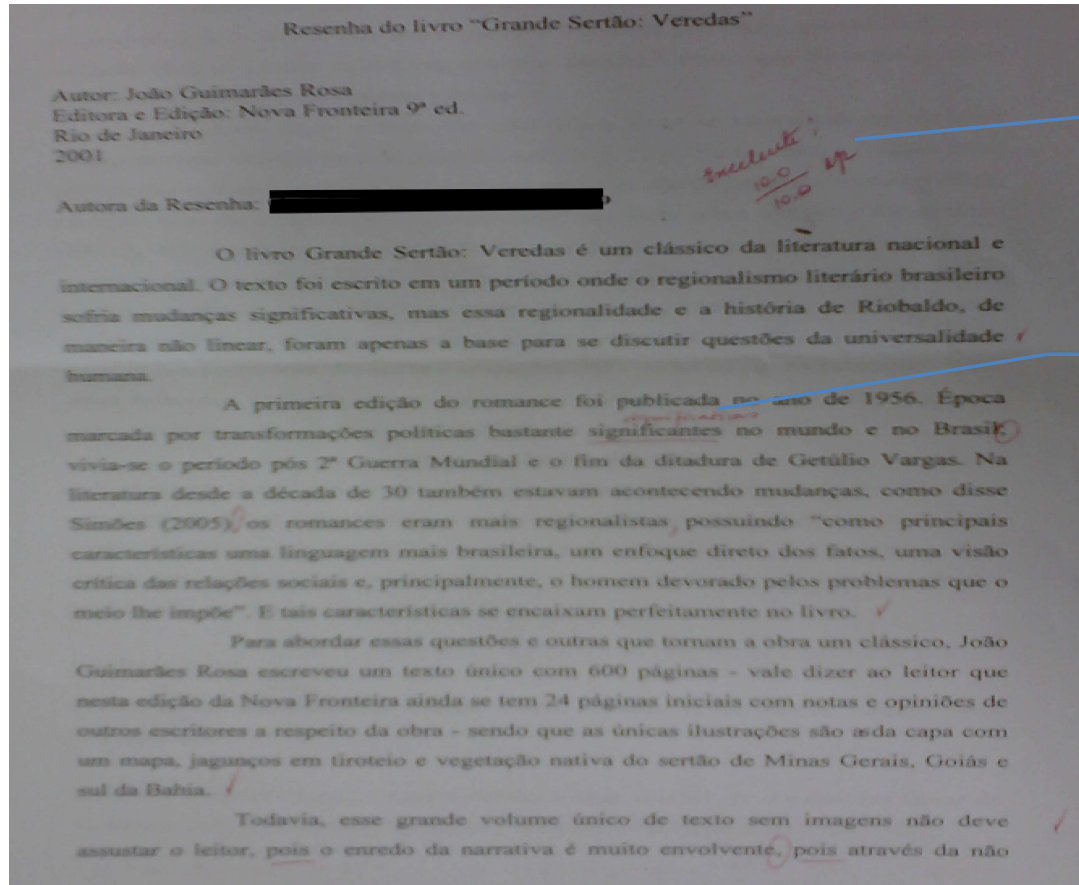 Resenha do livro "Grande Sertão: Veredas"
Autor: João Guimarães Rosa
Editora e Edição: Nova Fronteira 9ª ed.
Rio de Janeiro
2001
Excelente!
10.0
10.0
Autora da Resenha:
O livro Grande Sertão: Veredas é um clássico da literatura nacional e
internacional. O texto foi escrito em um período onde o regionalismo literário brasileiro
sofria mudanças significativas, mas essa regionalidade e a história de Riobaldo, de
maneira não linear, foram apenas a base para se discutir questões da universalidade
humana.
A primeira edição do romance foi publicada no ano de 1956. Época
significativas
marcada por transformações políticas bastante significantes no mundo e no Brasil,
vivia-se o período pós 2ª Guerra Mundial e o fim da ditadura de Getúlio Vargas. Na
literatura desde a década de 30 também estavam acontecendo mudanças, como disse
Simões (2005), os romances eram mais regionalistas, possuindo "como principais
características uma linguagem mais brasileira, um enfoque direto dos fatos, uma visão
crítica das relações sociais e, principalmente, o homem devorado pelos problemas que o
meio lhe impõe". E tais características se encaixam perfeitamente no livro.
Para abordar essas questões e outras que tornam a obra um clássico, João
Guimarães Rosa escreveu um texto único com 600 páginas - vale dizer ao leitor que
nesta edição da Nova Fronteira ainda se tem 24 páginas iniciais com notas e opiniões de
outros escritores a respeito da obra - sendo que as únicas ilustrações são as da capa com
um mapa, jagunços em tiroteio e vegetação nativa do sertão de Minas Gerais, Goiás e
sul da Bahia.
Todavia, esse grande volume único de texto sem imagens não deve
assustar o leitor, pois o enredo da narrativa é muito envolvente, pois através da não